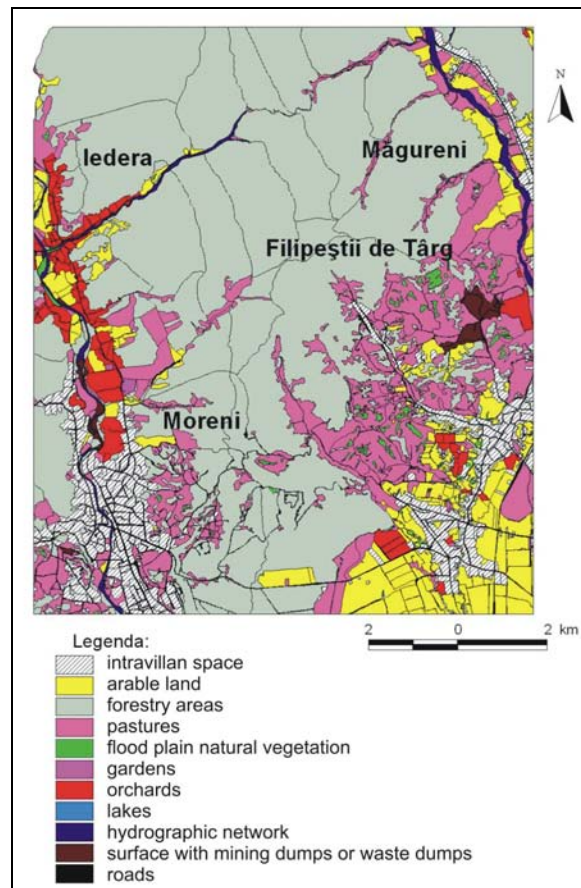 N
Iedera
Măgureni
Filipeştii de Târg
Moreni
2 0 2 km
Legenda:
intravillan space
arable land
forestry areas
pastures
flood plain natural vegetation
gardens
orchards
lakes
hydrographic network
surface with mining dumps or waste dumps
roads